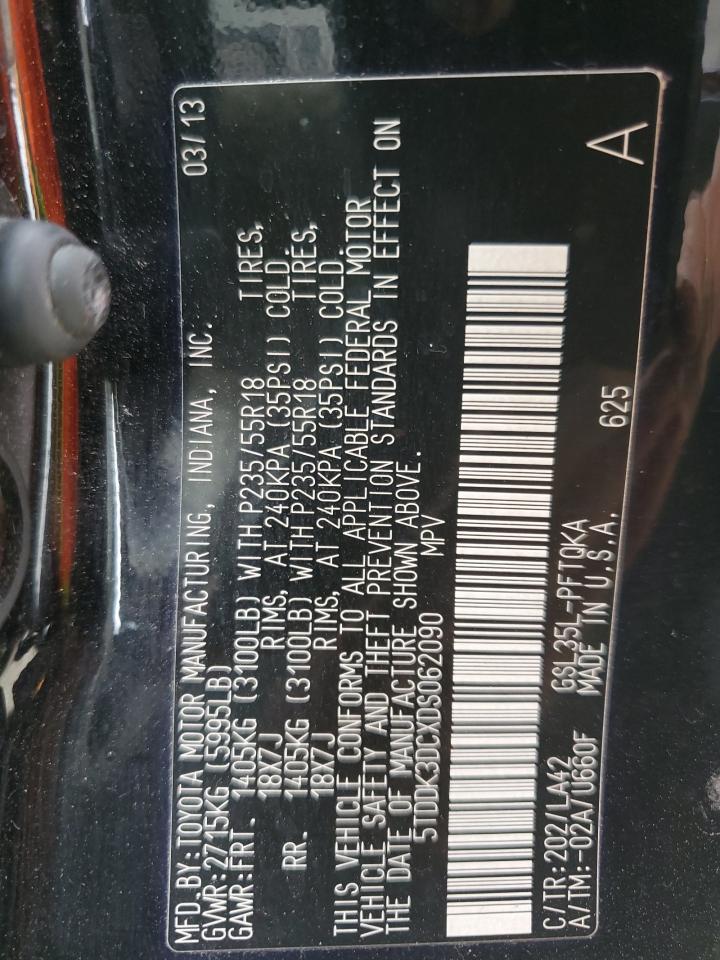 MFD.BY:TOYOTA MOTOR MANUFACTURING, INDIANA, INC. 03/13
GVWR:2715KG (5995LB)
GAWR:FRT. 1405KG (3100LB) WITH P235/55R18 TIRES,
18X7J RIMS, AT 240KPA (35PSI) COLD.
RR. 1405KG (3100LB) WITH P235/55R18 TIRES,
18X7J RIMS, AT 240KPA (35PSI) COLD.
THIS VEHICLE CONFORMS TO ALL APPLICABLE FEDERAL MOTOR
VEHICLE SAFETY AND THEFT PREVENTION STANDARDS IN EFFECT ON
THE DATE OF MANUFACTURE SHOWN ABOVE.
5TDDK3DCXDS062090 MPV
C/TR:202/LA42 GSL35L-PFTQKA
A/TM:-02A/U660F MADE IN U.S.A. 625
A